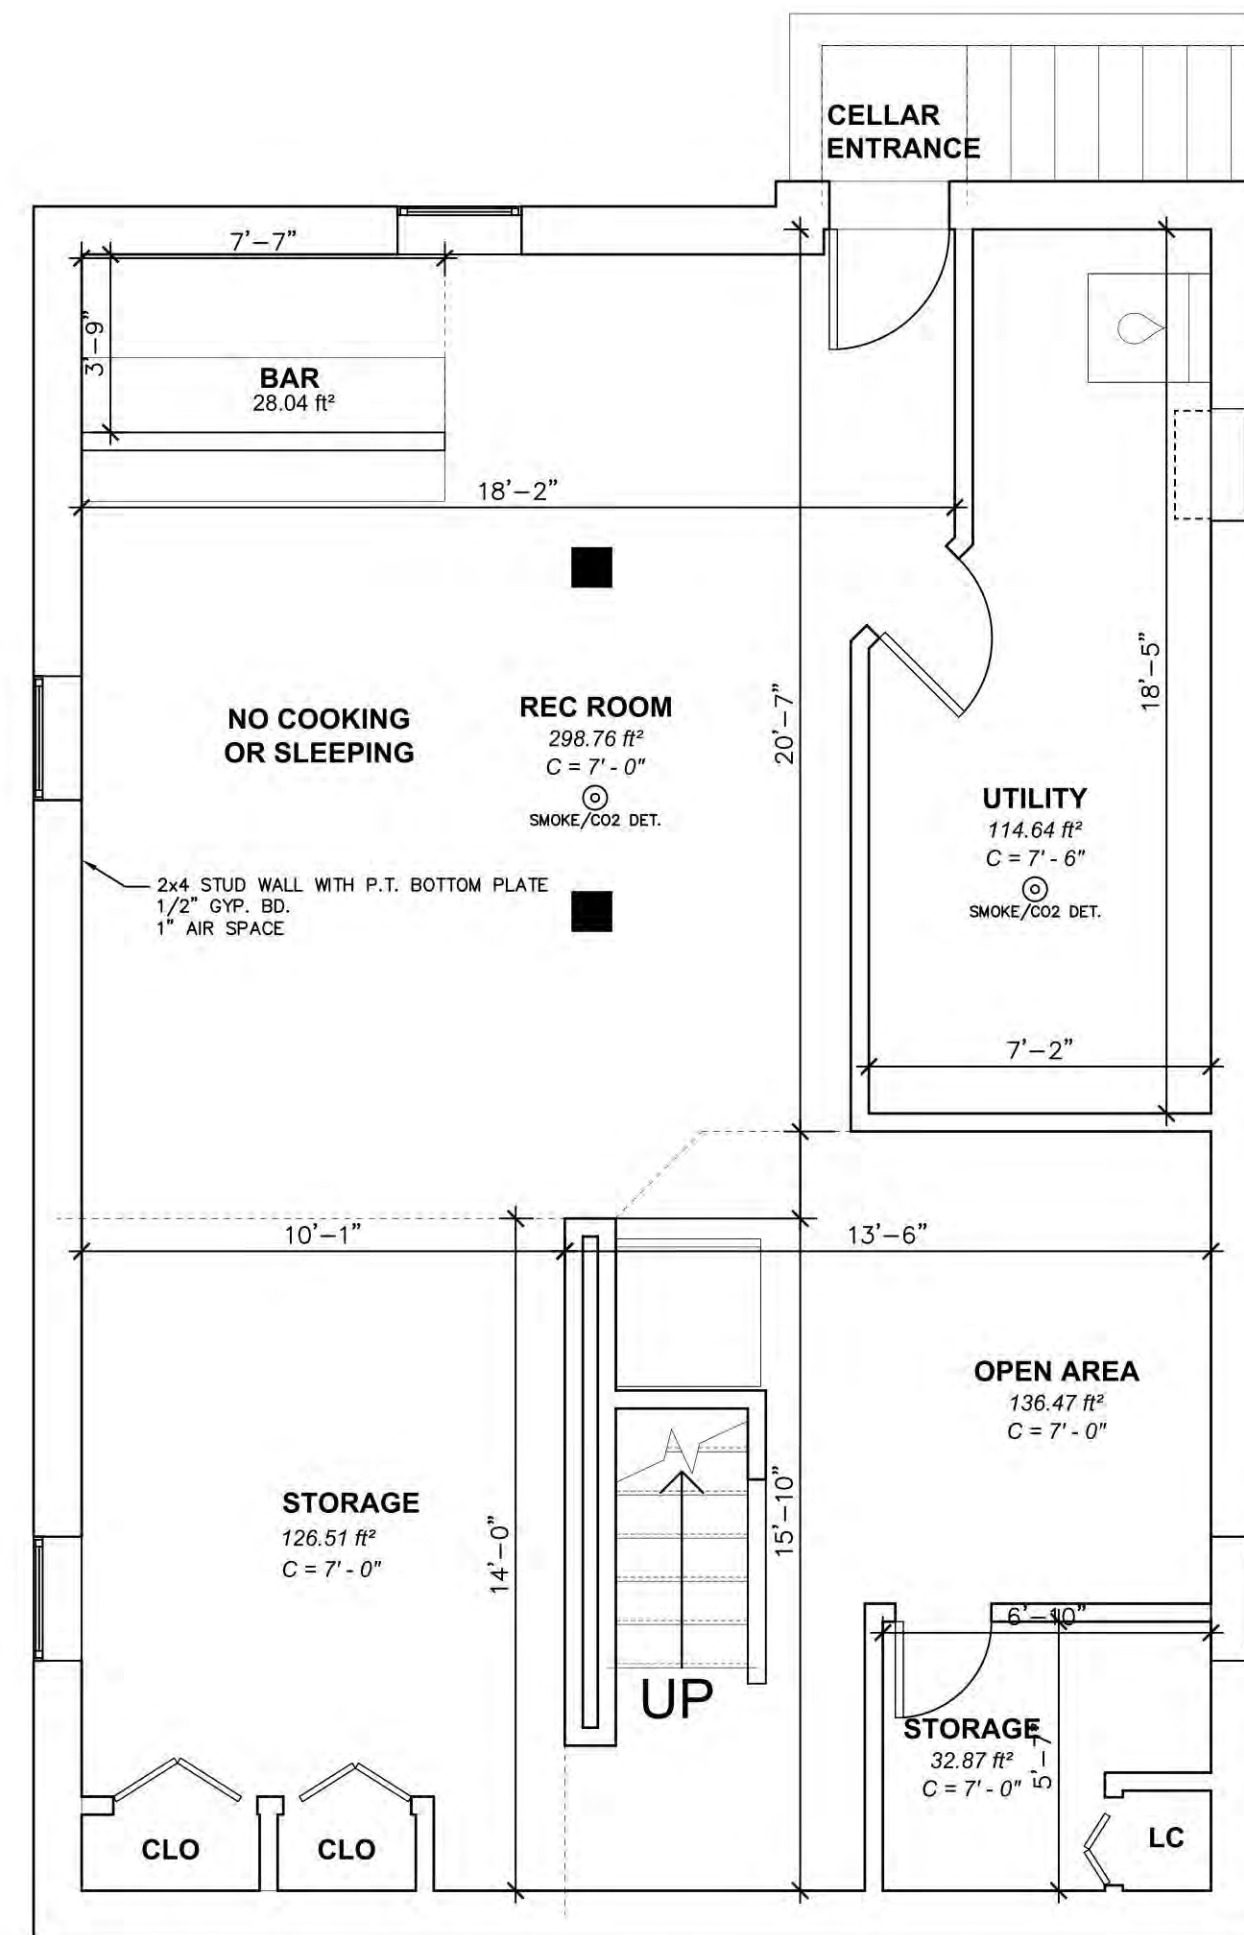 CELLAR
ENTRANCE
7'-7"
3'-9"
BAR
28.04 ft²
18'-2"
NO COOKING
OR SLEEPING
REC ROOM
298.76 ft²
C = 7' - 0"
SMOKE/CO2 DET.
20'-7"
18'-5"
UTILITY
114.64 ft²
C = 7' - 6"
SMOKE/CO2 DET.
2x4 STUD WALL WITH P.T. BOTTOM PLATE
1/2" GYP. BD.
1" AIR SPACE
7'-2"
10'-1"
13'-6"
OPEN AREA
136.47 ft²
C = 7' - 0"
STORAGE
126.51 ft²
C = 7' - 0"
14'-0"
15'-10"
6'-10"
UP
STORAGE
32.87 ft²
C = 7' - 0"
5'-7"
CLO
CLO
LC